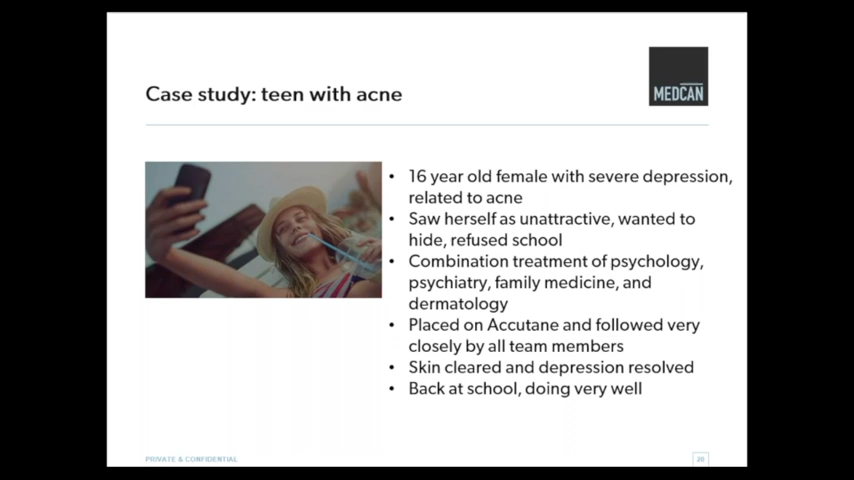 MEDCAN
Case study: teen with acne
• 16 year old female with severe depression,
related to acne
• Saw herself as unattractive, wanted to
hide, refused school
• Combination treatment of psychology,
psychiatry, family medicine, and
dermatology
• Placed on Accutane and followed very
closely by all team members
• Skin cleared and depression resolved
• Back at school, doing very well
PRIVATE & CONFIDENTIAL
20